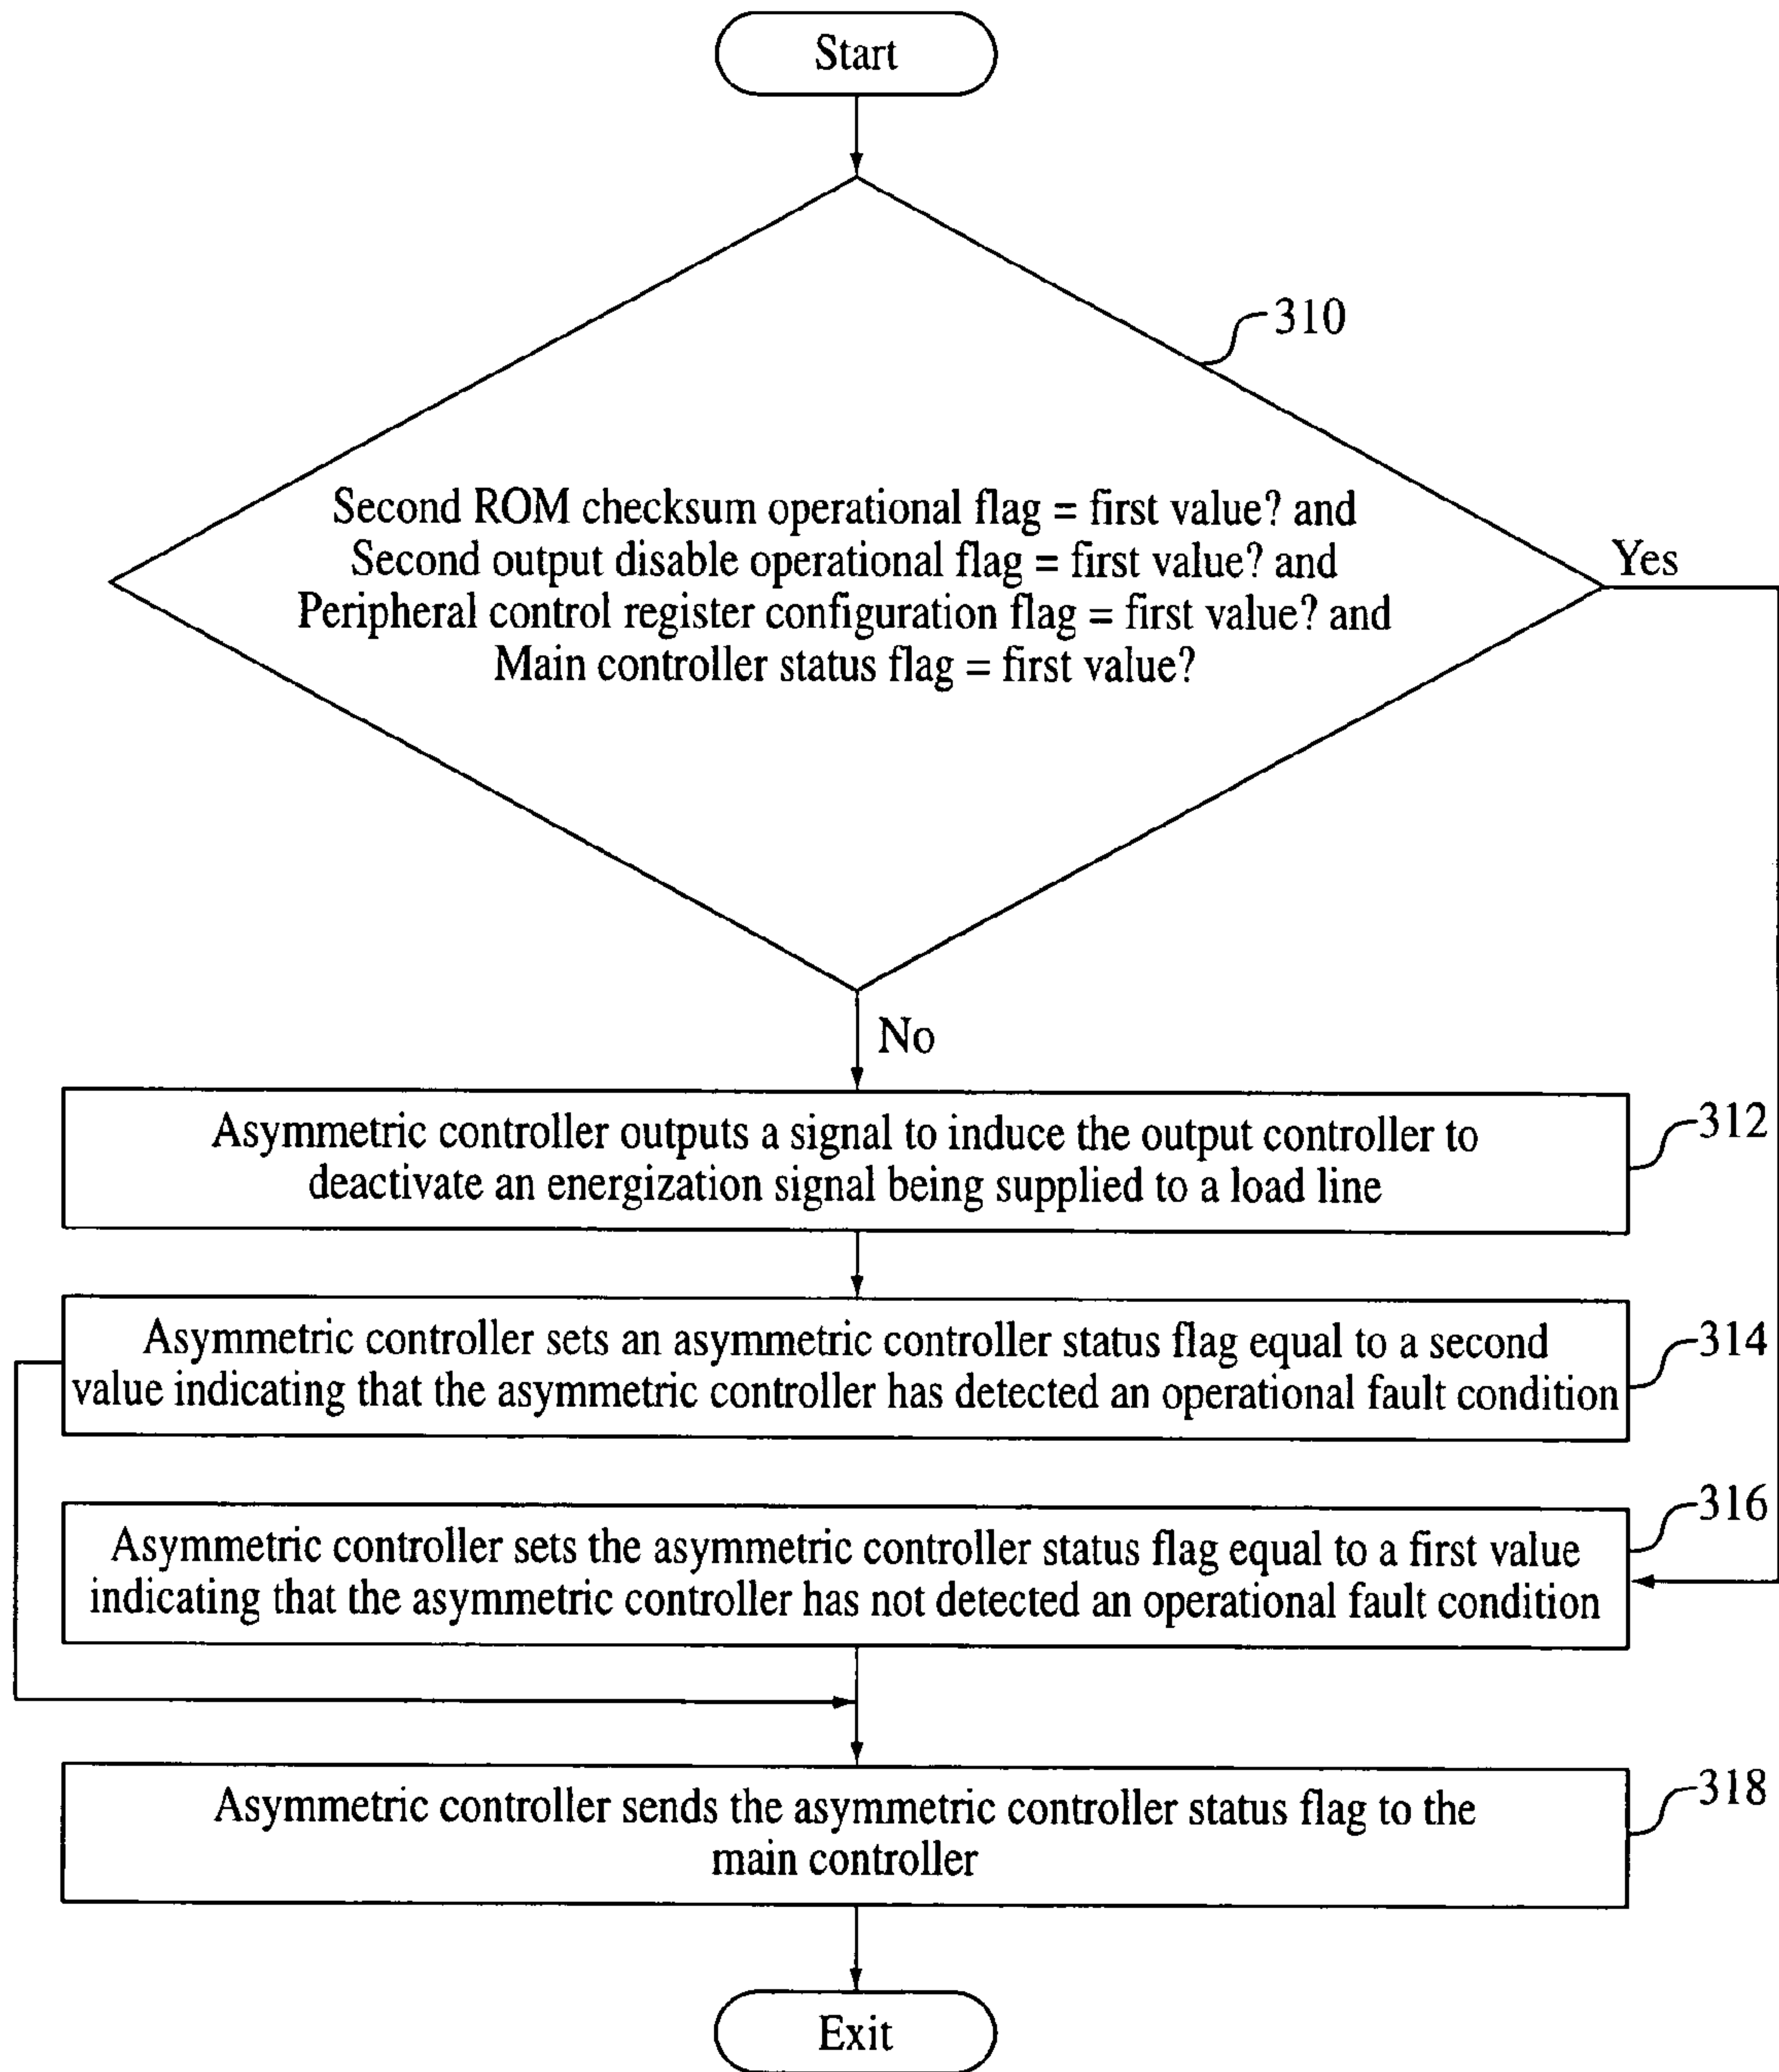 Start
310
Second ROM checksum operational flag = first value? and
Second output disable operational flag = first value? and
Peripheral control register configuration flag = first value? and
Main controller status flag = first value?
Yes
No
Asymmetric controller outputs a signal to induce the output controller to
deactivate an energization signal being supplied to a load line
312
Asymmetric controller sets an asymmetric controller status flag equal to a second
value indicating that the asymmetric controller has detected an operational fault condition
314
Asymmetric controller sets the asymmetric controller status flag equal to a first value
indicating that the asymmetric controller has not detected an operational fault condition
316
Asymmetric controller sends the asymmetric controller status flag to the
main controller
318
Exit